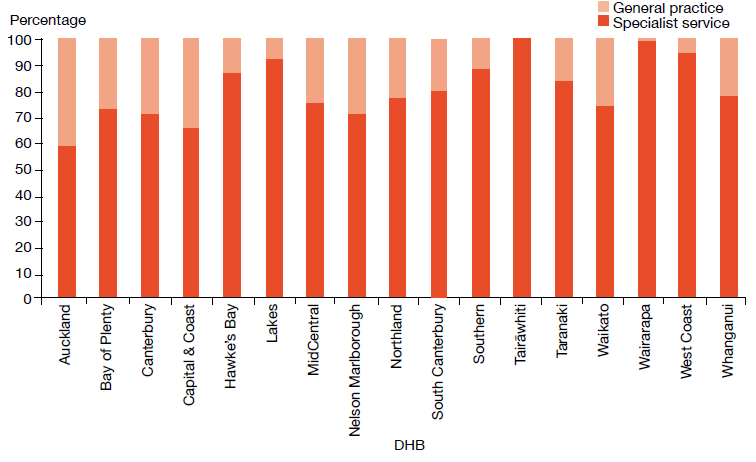 General practice
Specialist service
Percentage
100
90
80
70
60
50
40
30
20
10
0
Auckland
Bay of Plenty
Canterbury
Capital & Coast
Hawke's Bay
Lakes
MidCentral
Nelson Marlborough
Northland
South Canterbury
Southern
Tairāwhiti
Taranaki
Waikato
Wairarapa
West Coast
Whanganui
DHB